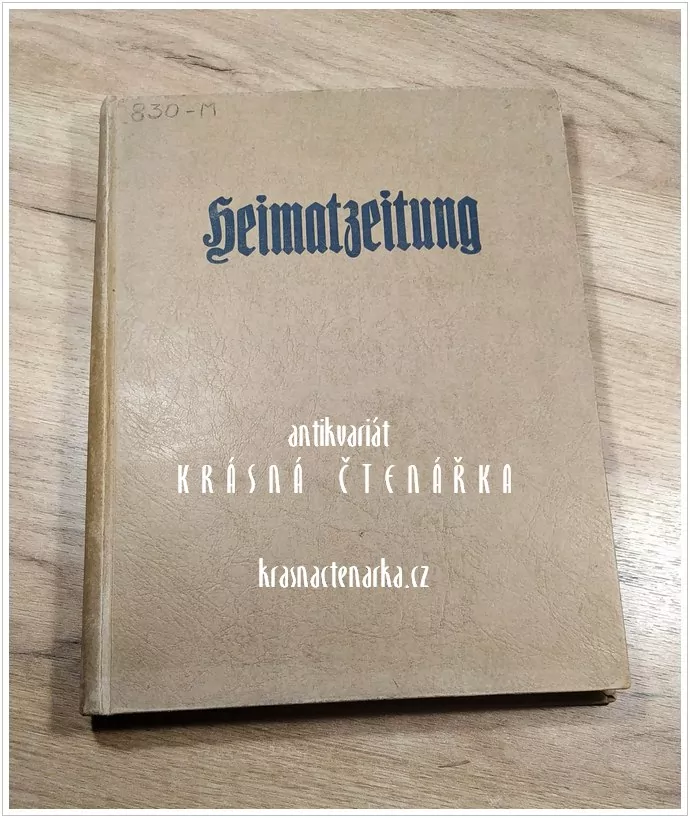 830-M
Heimatzeitung
antikvariát
KRÁSNÁ ČTENÁŘKA
krasnactenarka.cz